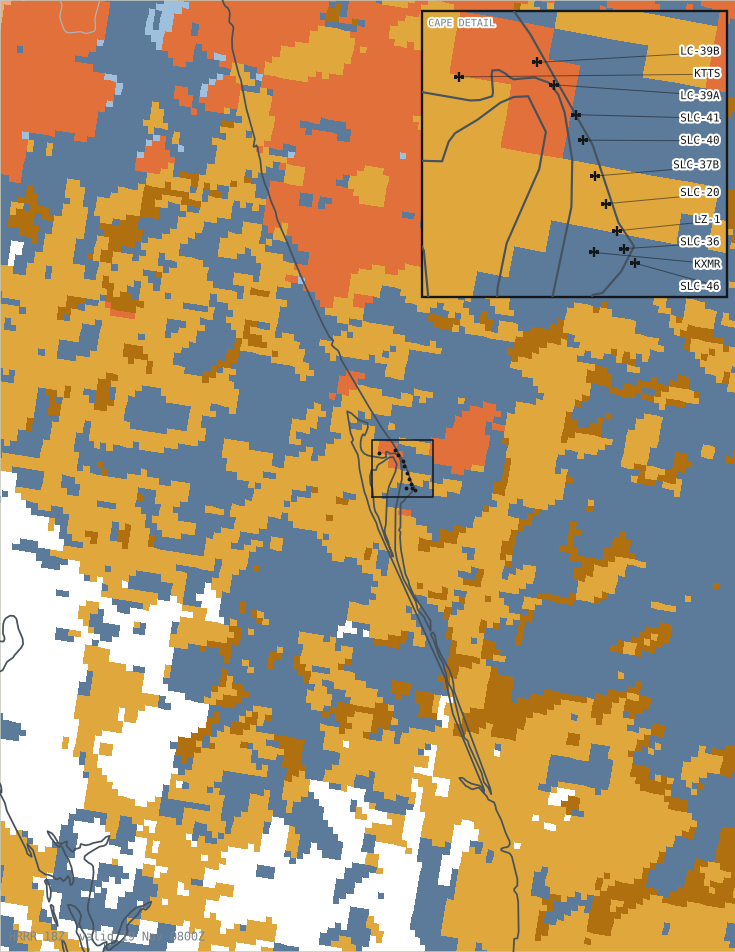 CAPE DETAIL
LC-39B
KTTS
LC-39A
SLC-41
SLC-40
SLC-37B
SLC-20
LZ-1
SLC-36
KXMR
SLC-46